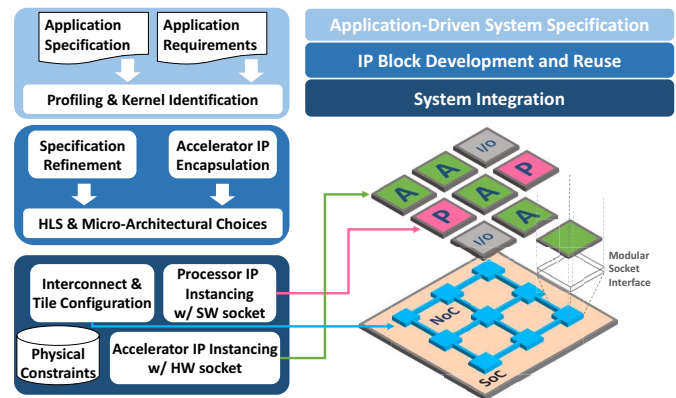 Application
Specification
Application
Requirements
Profiling & Kernel Identification
Application-Driven System Specification
IP Block Development and Reuse
System Integration
Specification
Refinement
Accelerator IP
Encapsulation
HLS & Micro-Architectural Choices
Interconnect &
Tile Configuration
Processor IP
Instancing
w/ SW socket
Physical
Constraints
Accelerator IP Instancing
w/ HW socket
I/O
A
P
A
A
P
A
I/O
Modular
Socket
Interface
NoC
SoC